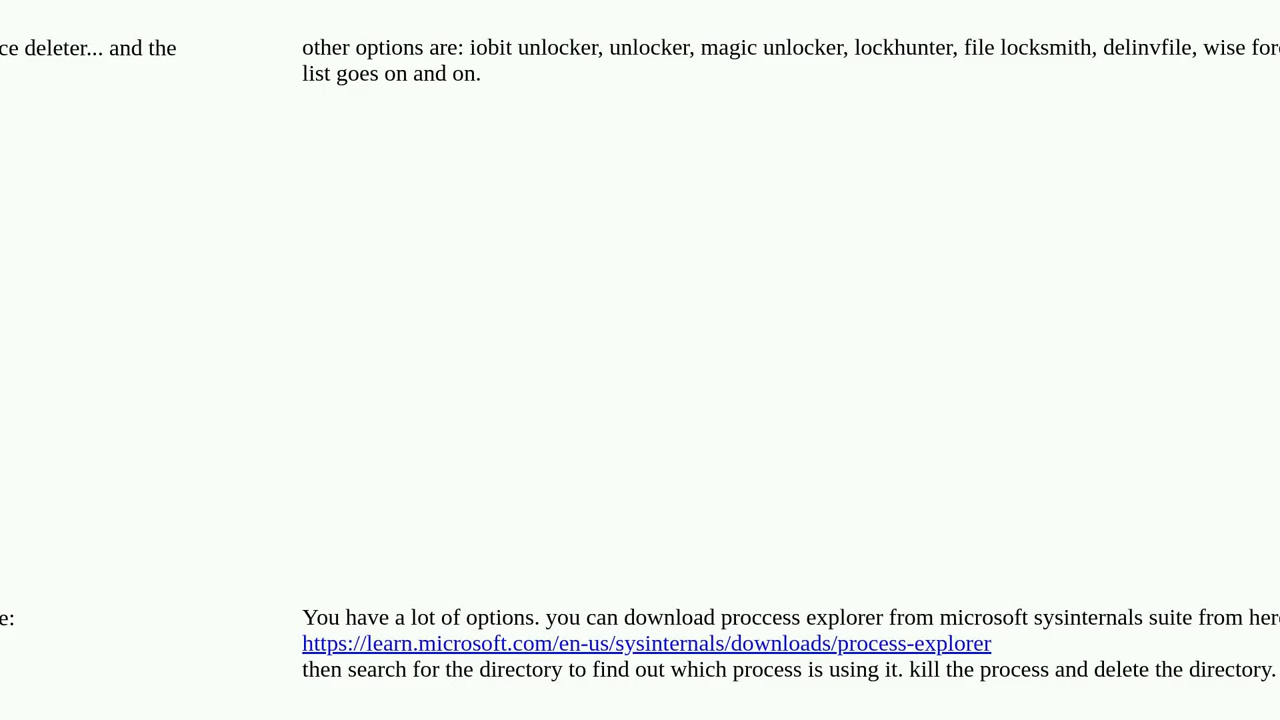 ce deleter... and the
other options are: iobit unlocker, unlocker, magic unlocker, lockhunter, file locksmith, delinvfile, wise for
list goes on and on.
e:
You have a lot of options. you can download proccess explorer from microsoft sysinternals suite from her
https://learn.microsoft.com/en-us/sysinternals/downloads/process-explorer
then search for the directory to find out which process is using it. kill the process and delete the directory.